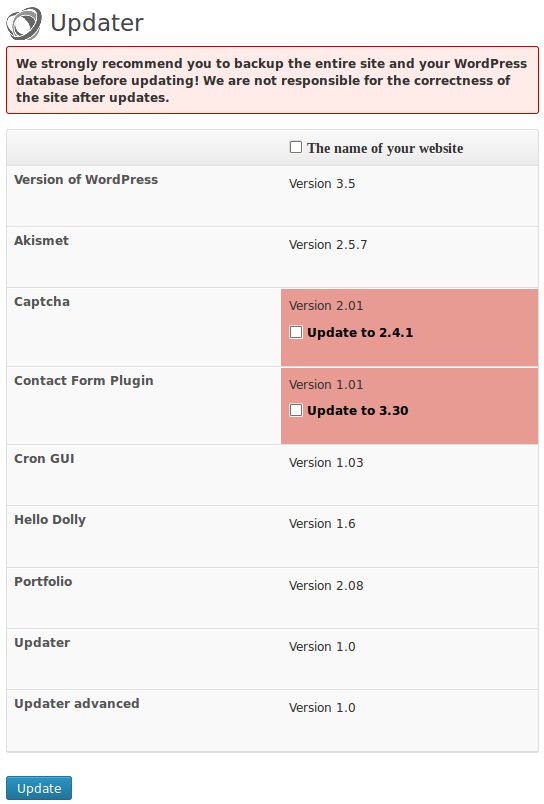 Updater
We strongly recommend you to backup the entire site and your WordPress
database before updating! We are not responsible for the correctness of
the site after updates.
The name of your website
Version of WordPress
Version 3.5
Akismet
Version 2.5.7
Captcha
Version 2.01
Update to 2.4.1
Contact Form Plugin
Version 1.01
Update to 3.30
Cron GUI
Version 1.03
Hello Dolly
Version 1.6
Portfolio
Version 2.08
Updater
Version 1.0
Updater advanced
Version 1.0
Update